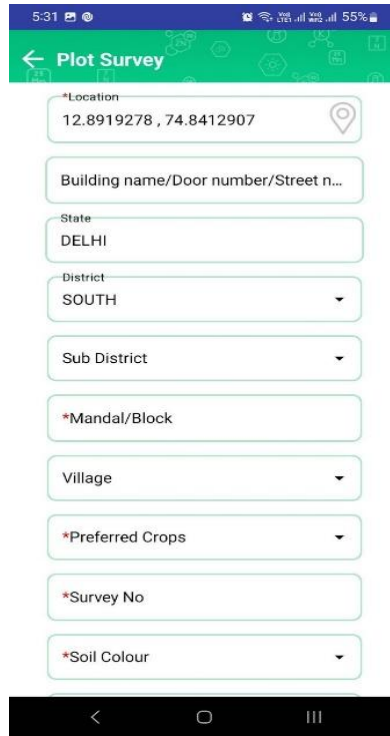 5:31
55%
Plot Survey
*Location
12.8919278 , 74.8412907
Building name/Door number/Street n...
State
DELHI
District
SOUTH
Sub District
*Mandal/Block
Village
*Preferred Crops
*Survey No
*Soil Colour